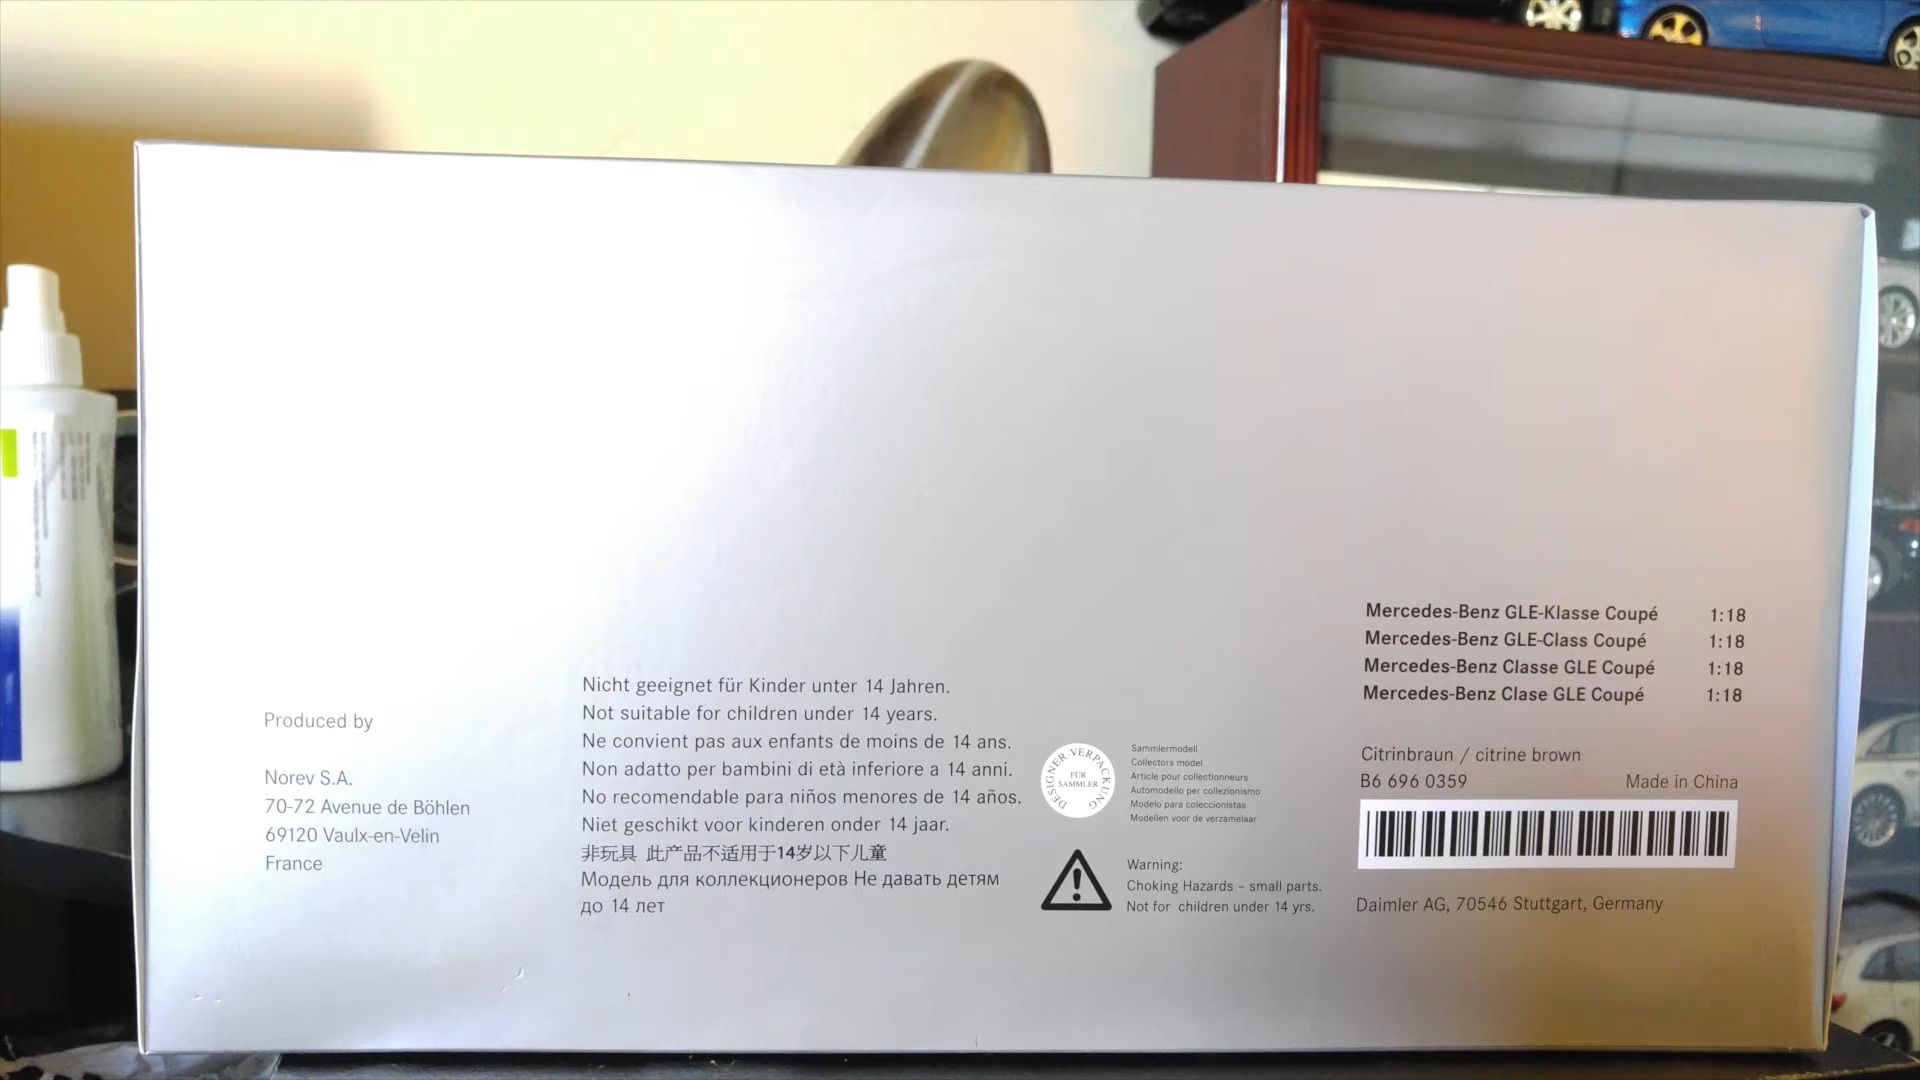 Produced by
Norev S.A.
70-72 Avenue de Böhlen
69120 Vaulx-en-Velin
France
Nicht geeignet für Kinder unter 14 Jahren.
Not suitable for children under 14 years.
Ne convient pas aux enfants de moins de 14 ans.
Non adatto per bambini di età inferiore a 14 anni.
No recomendable para niños menores de 14 años.
Niet geschikt voor kinderen onder 14 jaar.
非玩具 此产品不适用于14岁以下儿童
Модель для коллекционеров Не давать детям
до 14 лет
DESIGNER-VERPACKUNG
FÜR
SAMMLER
Sammlermodell
Collectors model
Article pour collectionneurs
Automodello per collezionismo
Modelo para coleccionistas
Modellen voor de verzamelaar
Warning:
Choking Hazards – small parts.
Not for children under 14 yrs.
Mercedes-Benz GLE-Klasse Coupé 1:18
Mercedes-Benz GLE-Class Coupé 1:18
Mercedes-Benz Classe GLE Coupé 1:18
Mercedes-Benz Clase GLE Coupé 1:18
Citrinbraun / citrine brown
B6 696 0359 Made in China
Daimler AG, 70546 Stuttgart, Germany